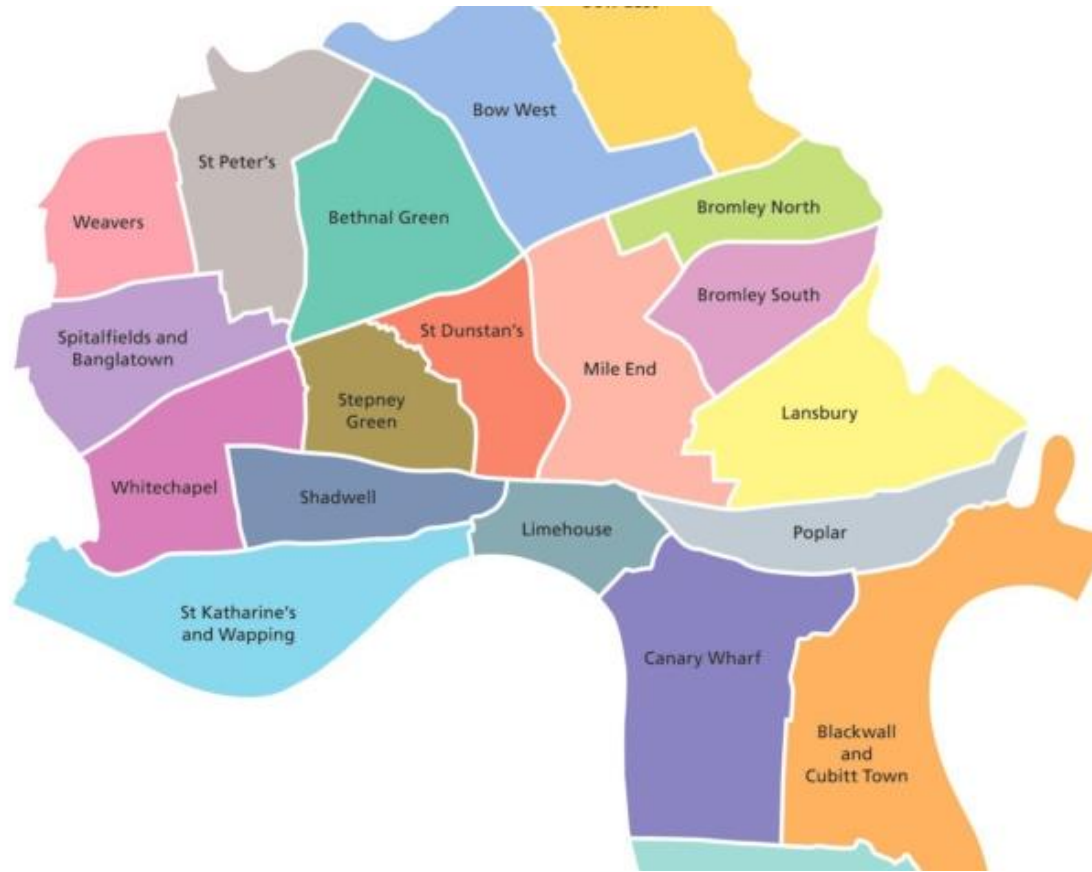 Bow West
St Peter's
Weavers
Bethnal Green
Bromley North
Bromley South
Spitalfields and
Banglatown
St Dunstan's
Mile End
Stepney
Green
Lansbury
Whitechapel
Shadwell
Limehouse
Poplar
St Katharine's
and Wapping
Canary Wharf
Blackwall
and
Cubitt Town